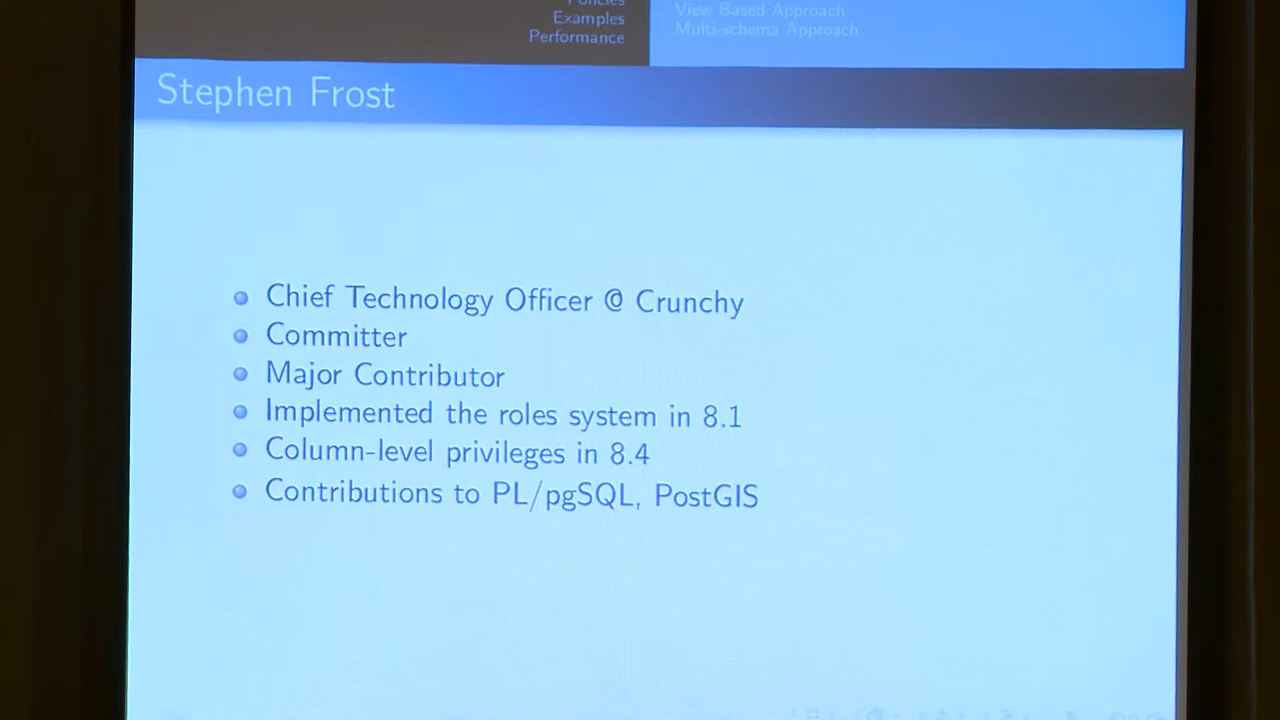 Policies
Examples
Performance
View Based Approach
Multi-schema Approach
Stephen Frost
Chief Technology Officer @ Crunchy
Committer
Major Contributor
Implemented the roles system in 8.1
Column-level privileges in 8.4
Contributions to PL/pgSQL, PostGIS